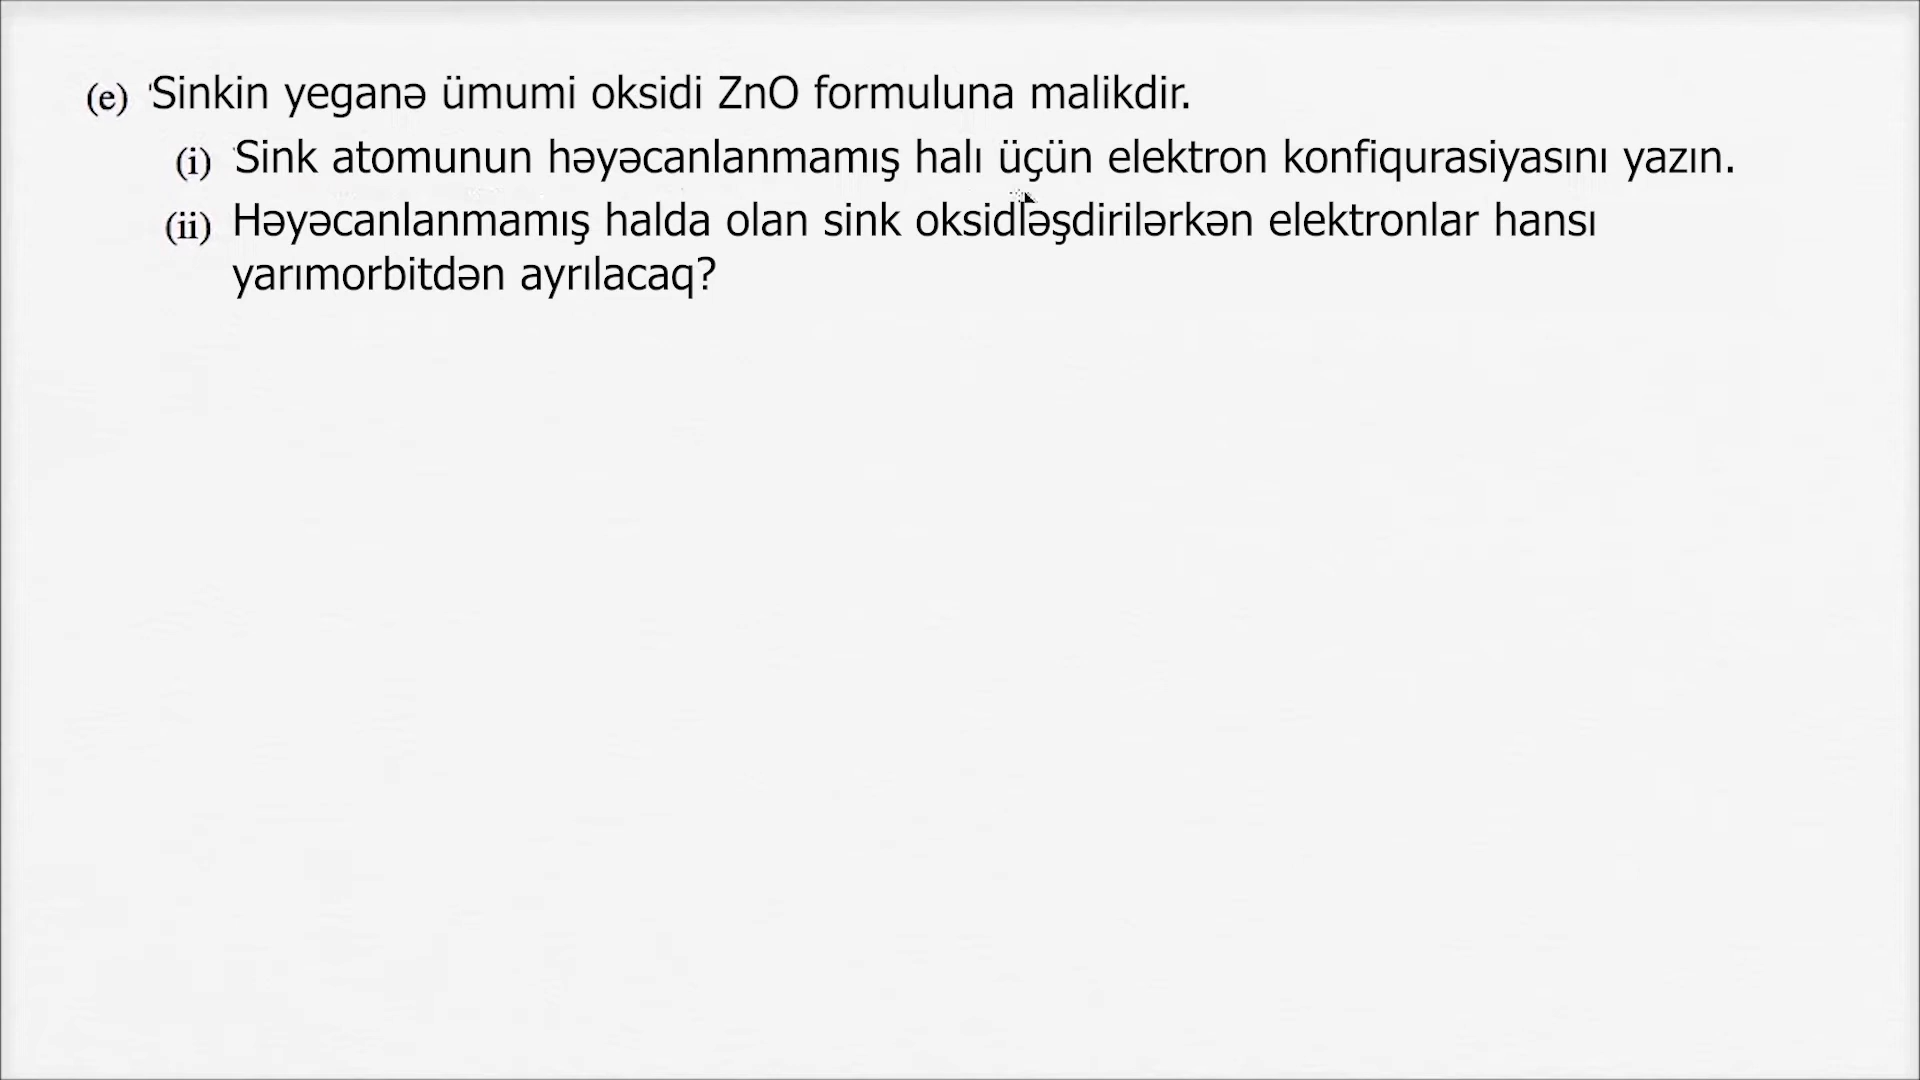 (e) Sinkin yeganə ümumi oksidi ZnO formuluna malikdir.
(i) Sink atomunun həyəcanlanmamış halı üçün elektron konfiqurasiyasını yazın.
(ii) Həyəcanlanmamış halda olan sink oksidləşdirilərkən elektronlar hansı
yarımorbitdən ayrılacaq?